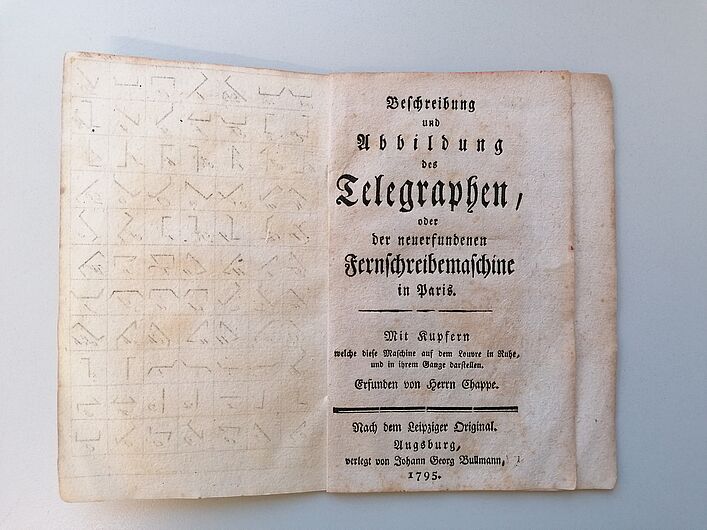 Beschreibung
und
Abbildung
des
Telegraphen,
oder
der neuerfundenen
Fernschreibemaschine
in Paris.
Mit Kupfern
welche diese Maschine auf dem Louvre in Ruhe,
und in ihrem Gange darstellen.
Erfunden von Herrn Chappe.
Nach dem Leipziger Original.
Augsburg,
verlegt von Johann Georg Bullmann,
1795.